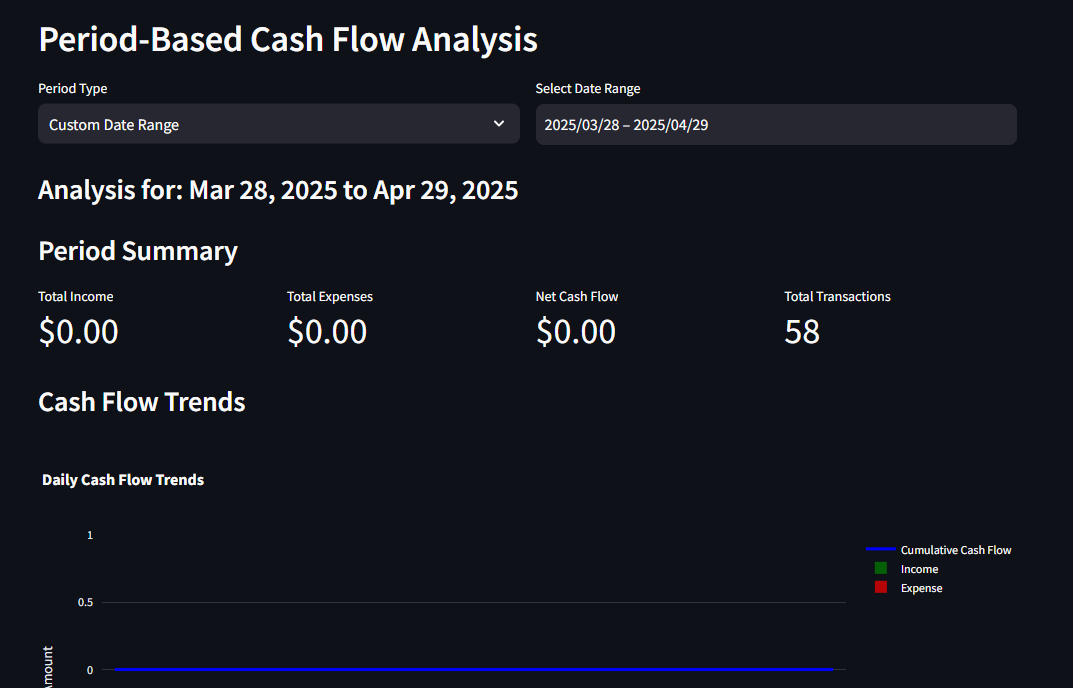 Period-Based Cash Flow Analysis
Period Type
Select Date Range
Custom Date Range
2025/03/28 – 2025/04/29
Analysis for: Mar 28, 2025 to Apr 29, 2025
Period Summary
Total Income
Total Expenses
Net Cash Flow
Total Transactions
$0.00
$0.00
$0.00
58
Cash Flow Trends
Daily Cash Flow Trends
1
Cumulative Cash Flow
Income
Expense
0.5
0
Amount